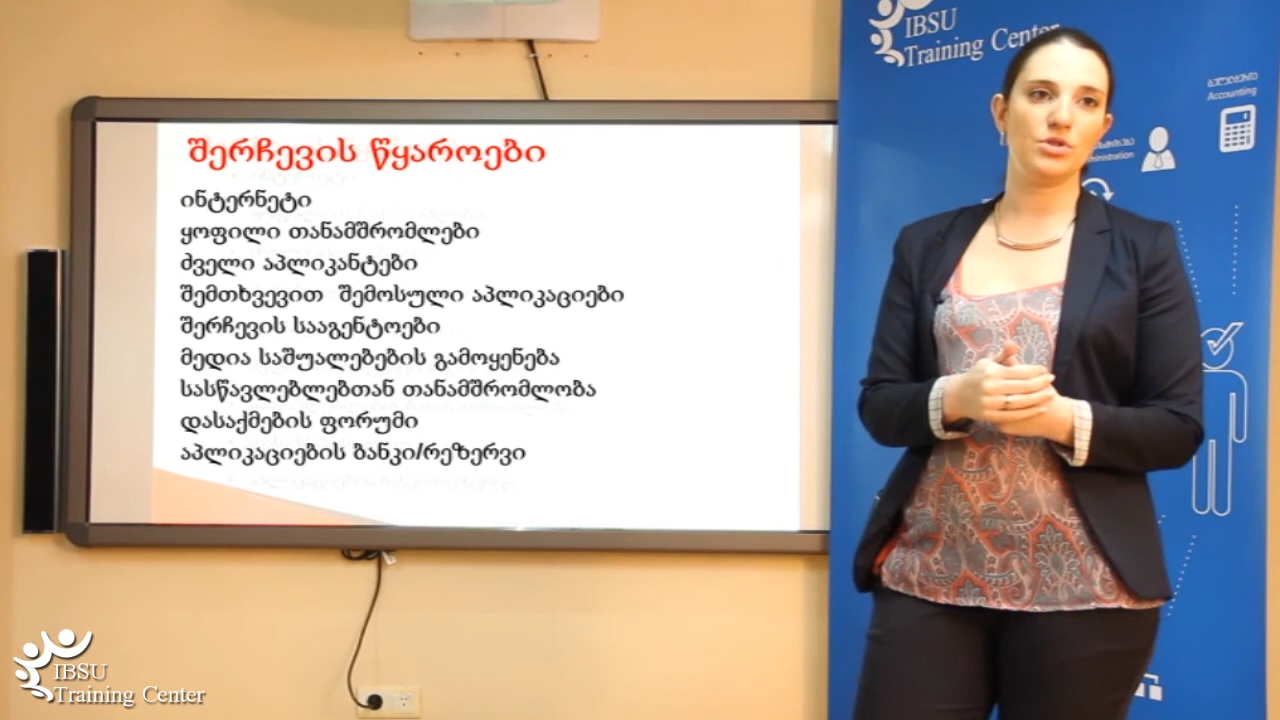 შერჩევის წყაროები
ინტერნეტი
ყოფილი თანამშრომლები
ძველი აპლიკანტები
შემთხვევით შემოსული აპლიკაციები
შერჩევის სააგენტოები
მედია საშუალებების გამოყენება
სასწავლებლებთან თანამშრომლობა
დასაქმების ფორუმი
აპლიკაციების ბანკი/რეზერვი
IBSU
Training Center
Accounting
IBSU
Training Center